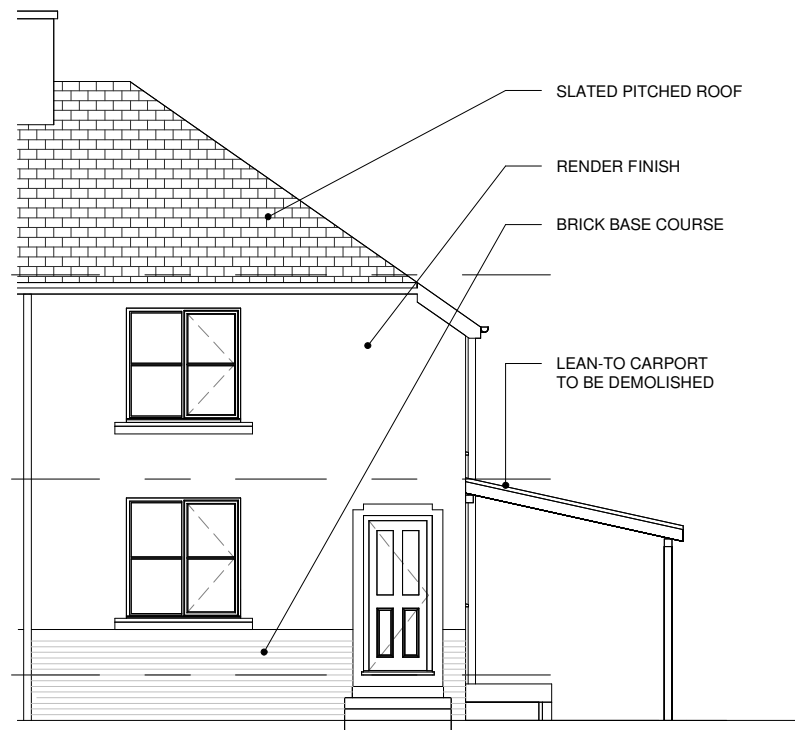 SLATED PITCHED ROOF
RENDER FINISH
BRICK BASE COURSE
LEAN-TO CARPORT
TO BE DEMOLISHED